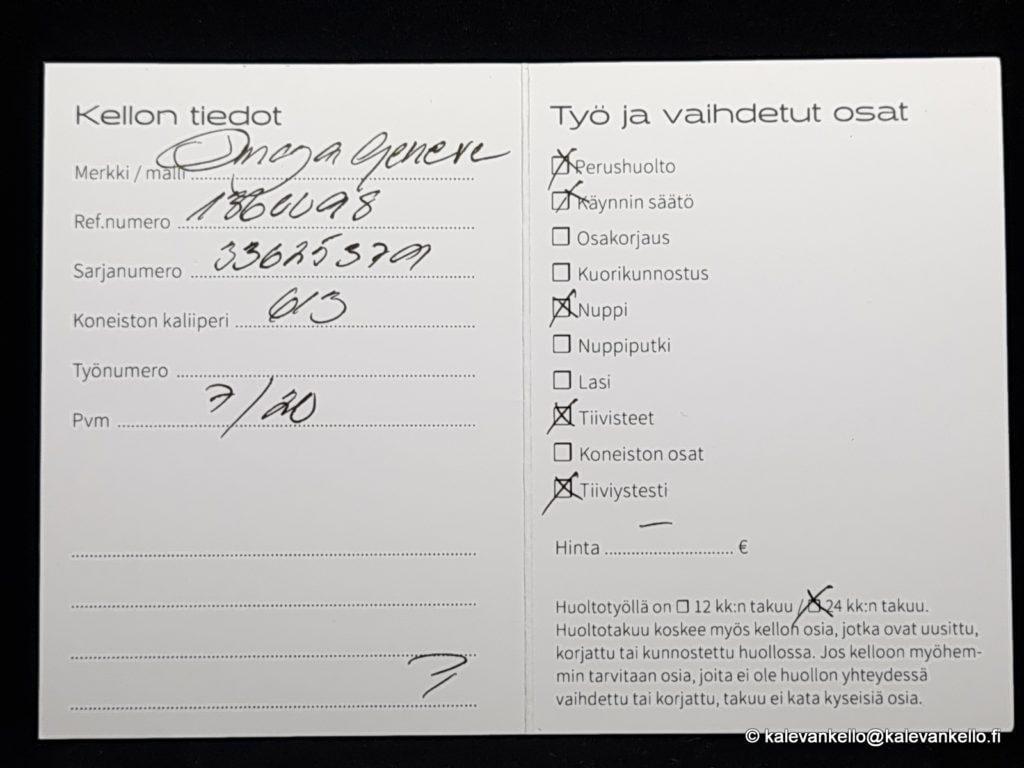 Kellon tiedot
Merkki / malli Omega Geneve
Ref.numero 1360098
Sarjanumero 33625379
Koneiston kaliiperi 613
Työnumero
Pvm 7/20
Työ ja vaihdetut osat
Perushuolto
Käynnin säätö
Osakorjaus
Kuorikunnostus
Nuppi
Nuppiputki
Lasi
Tiivisteet
Koneiston osat
Tiiviystesti
Hinta — €
Huoltotyöllä on 12 kk:n takuu / 24 kk:n takuu.
Huoltotakuu koskee myös kellon osia, jotka ovat uusittu,
korjattu tai kunnostettu huollossa. Jos kelloon myöhem-
min tarvitaan osia, joita ei ole huollon yhteydessä
vaihdettu tai korjattu, takuu ei kata kyseisiä osia.
© kalevankello@kalevankello.fi